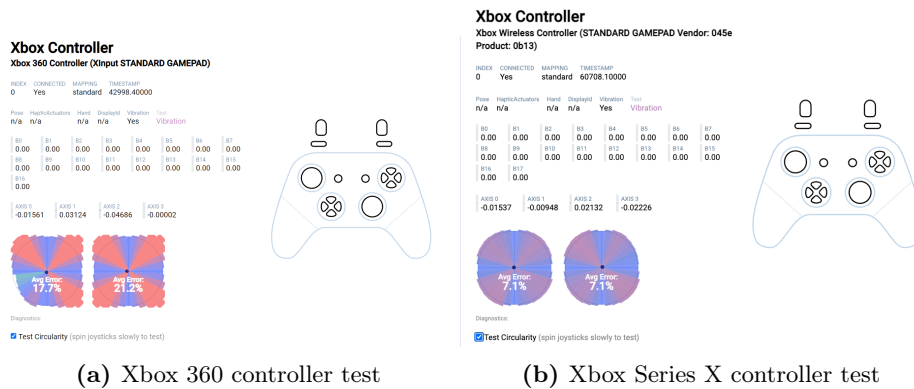 Xbox Controller
Xbox 360 Controller (XInput STANDARD GAMEPAD)
INDEX CONNECTED MAPPING TIMESTAMP
0 Yes standard 42998.40000
Pose HapticActuators Hand DisplayId Vibration Test
n/a n/a n/a n/a Yes Vibration
B0 B1 B2 B3 B4 B5 B6 B7
0.00 0.00 0.00 0.00 0.00 0.00 0.00 0.00
B8 B9 B10 B11 B12 B13 B14 B15
0.00 0.00 0.00 0.00 0.00 0.00 0.00 0.00
B16
0.00
AXIS 0 AXIS 1 AXIS 2 AXIS 3
-0.01561 0.03124 -0.04686 -0.00002
Avg Error: Avg Error:
17.7% 21.2%
Diagnostics:
Test Circularity (spin joysticks slowly to test)
(a) Xbox 360 controller test
Xbox Controller
Xbox Wireless Controller (STANDARD GAMEPAD Vendor: 045e
Product: 0b13)
INDEX CONNECTED MAPPING TIMESTAMP
0 Yes standard 60708.10000
Pose HapticActuators Hand DisplayId Vibration Test
n/a n/a n/a n/a Yes Vibration
B0 B1 B2 B3 B4 B5 B6 B7
0.00 0.00 0.00 0.00 0.00 0.00 0.00 0.00
B8 B9 B10 B11 B12 B13 B14 B15
0.00 0.00 0.00 0.00 0.00 0.00 0.00 0.00
B16 B17
0.00 0.00
AXIS 0 AXIS 1 AXIS 2 AXIS 3
-0.01537 -0.00948 0.02132 -0.02226
Avg Error: Avg Error:
7.1% 7.1%
Diagnostics:
Test Circularity (spin joysticks slowly to test)
(b) Xbox Series X controller test